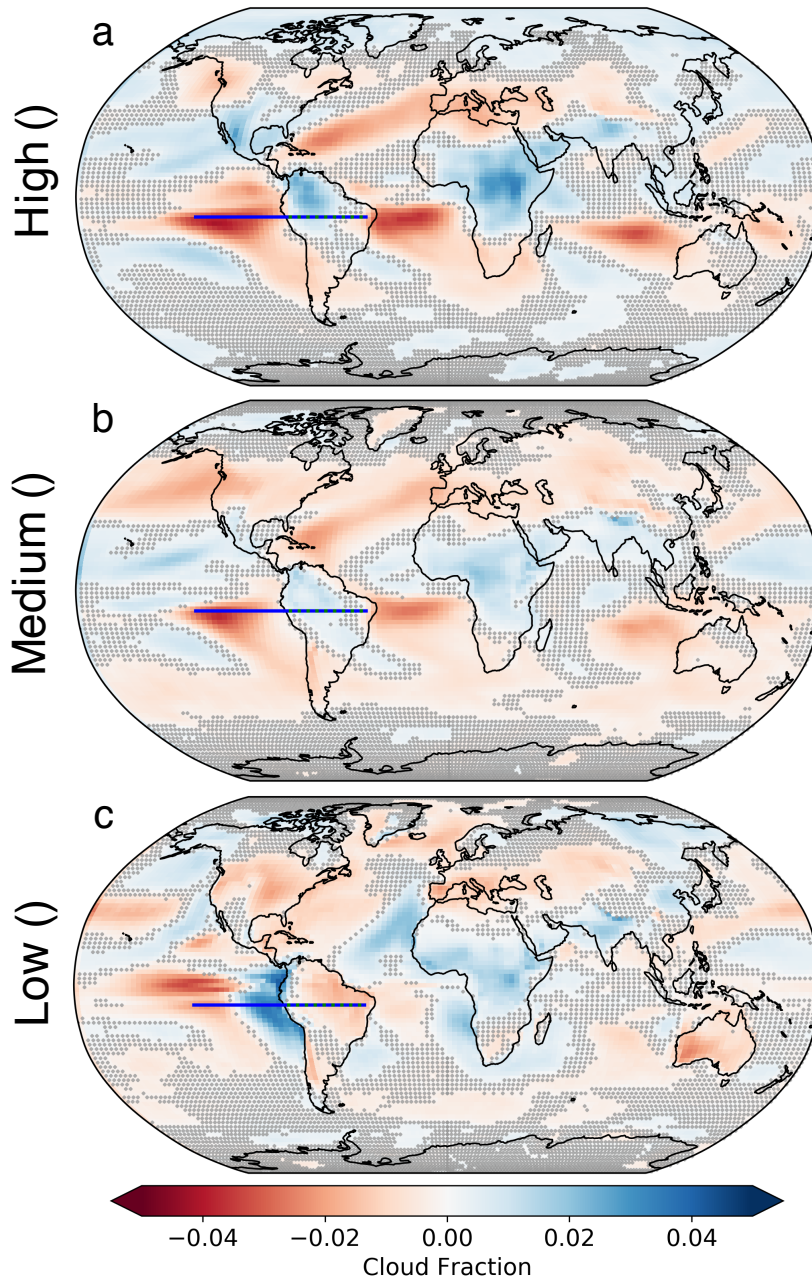 a
High ()
b
Medium ()
c
Low ()
−0.04 −0.02 0.00 0.02 0.04
Cloud Fraction